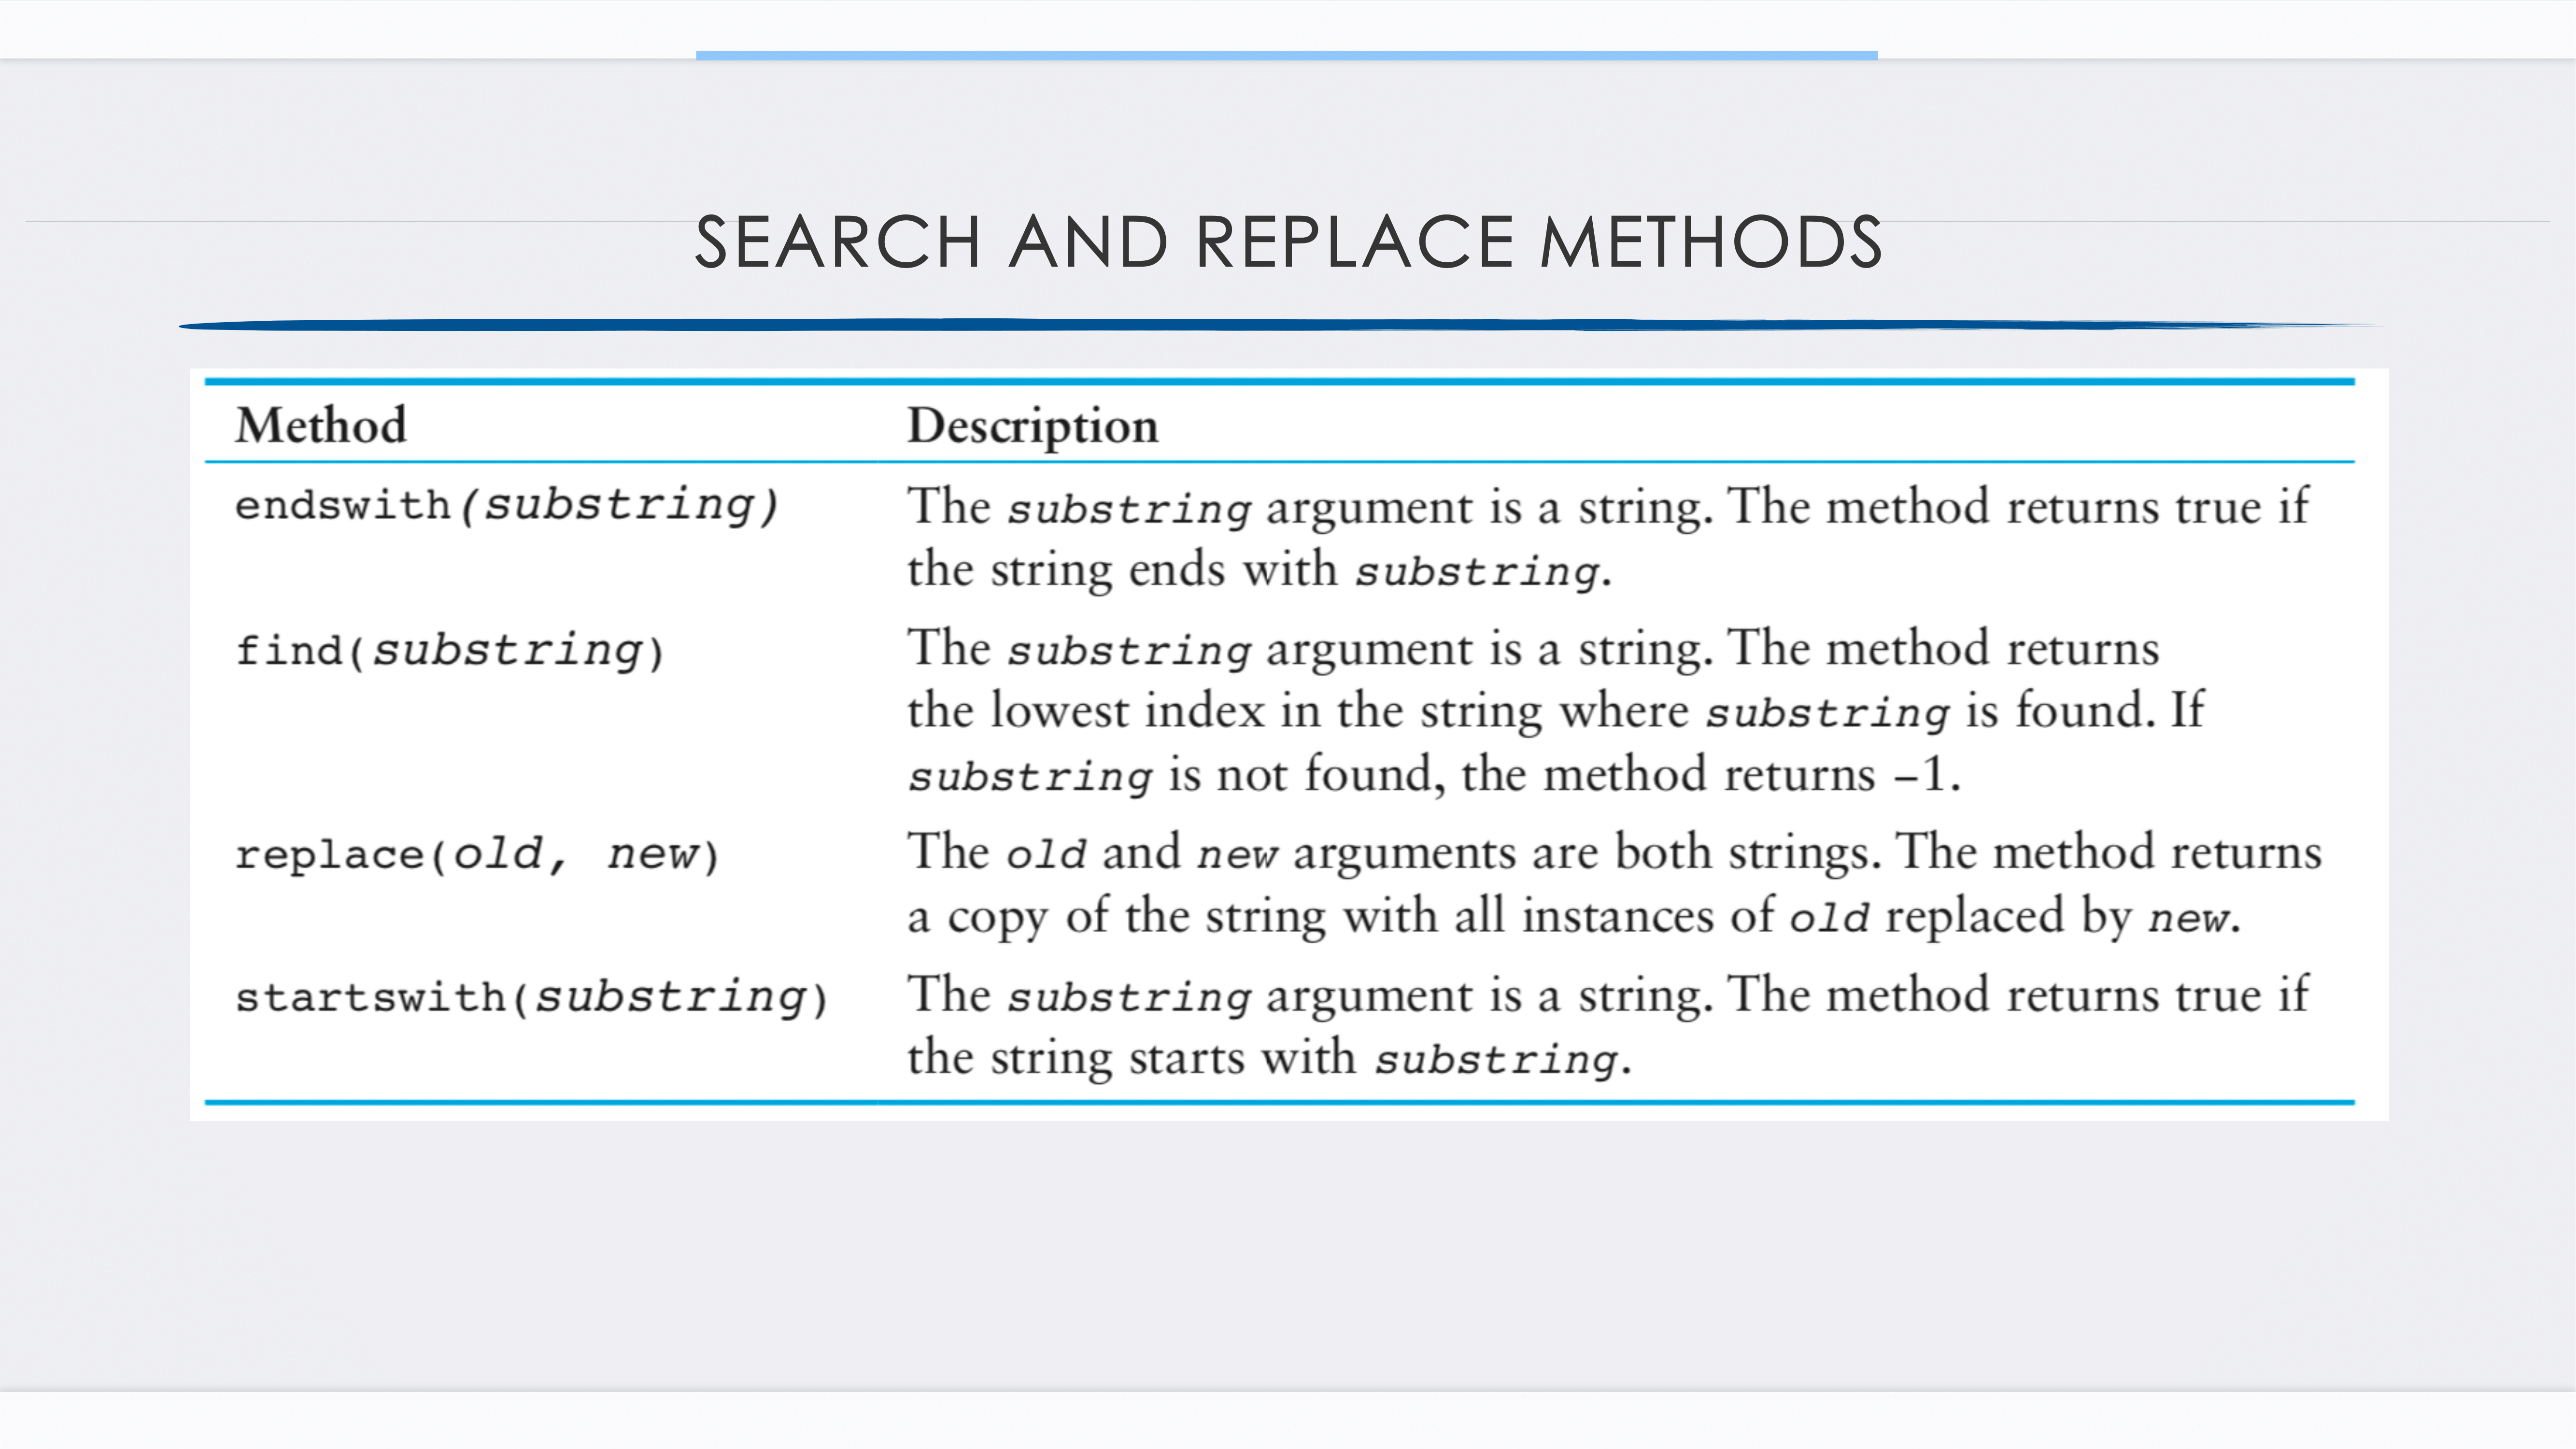 SEARCH AND REPLACE METHODS
Method Description
endswith(substring) The substring argument is a string. The method returns true if
the string ends with substring.
find(substring) The substring argument is a string. The method returns
the lowest index in the string where substring is found. If
substring is not found, the method returns –1.
replace(old, new) The old and new arguments are both strings. The method returns
a copy of the string with all instances of old replaced by new.
startswith(substring) The substring argument is a string. The method returns true if
the string starts with substring.